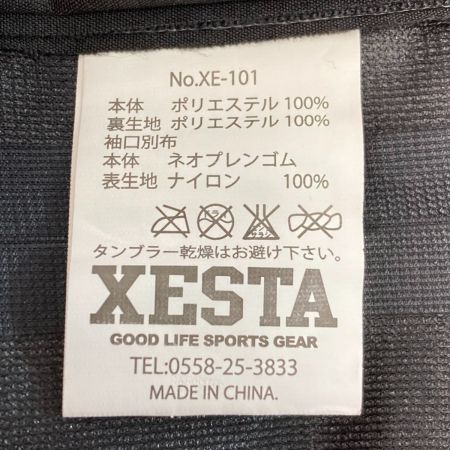 No.XE-101
本体 ポリエステル 100%
裏生地 ポリエステル 100%
袖口別布
本体 ネオプレンゴム
表生地 ナイロン 100%
タンブラー乾燥はお避け下さい。
XESTA
GOOD LIFE SPORTS GEAR
TEL:0558-25-3833
MADE IN CHINA.